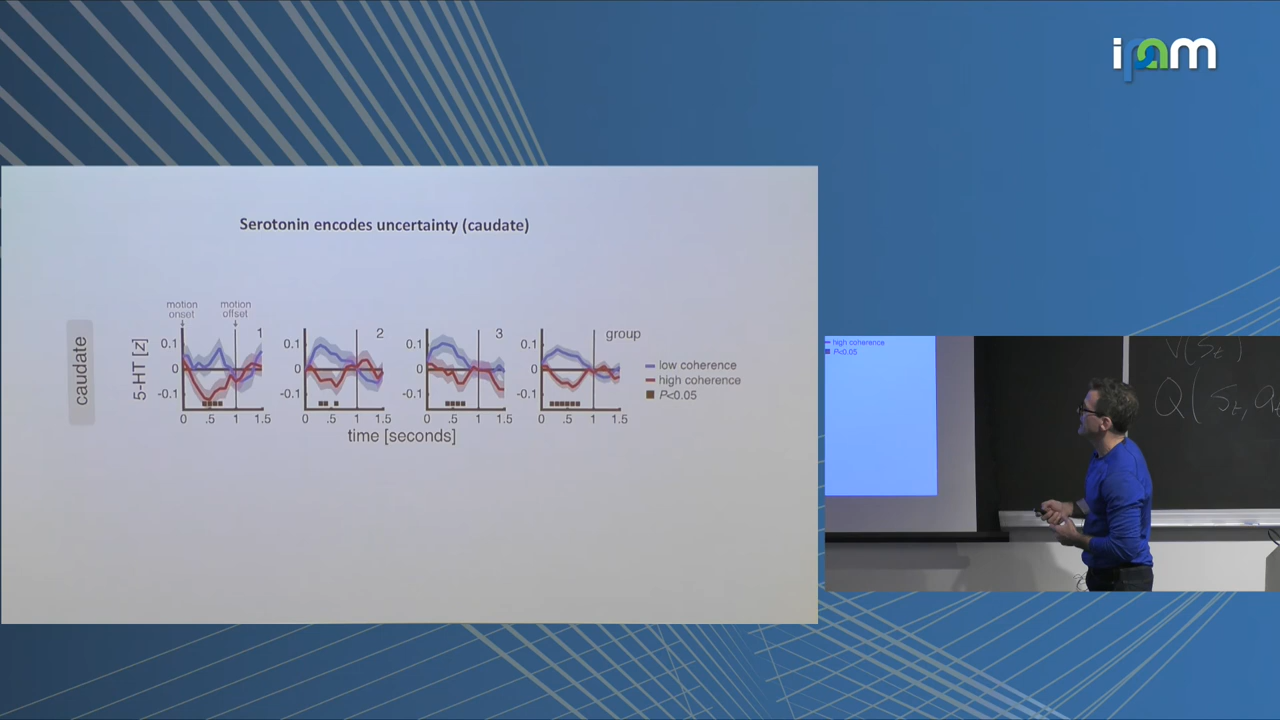 ipam
Serotonin encodes uncertainty (caudate)
caudate
5-HT [z]
motion onset
motion offset
0.1
0
-0.1
1
0 .5 1 1.5
0.1
0
-0.1
2
0 .5 1 1.5
0.1
0
-0.1
3
0 .5 1 1.5
0.1
0
-0.1
group
0 .5 1 1.5
time [seconds]
low coherence
high coherence
P<0.05
high coherence
P<0.05
V(St)
Q(St, a